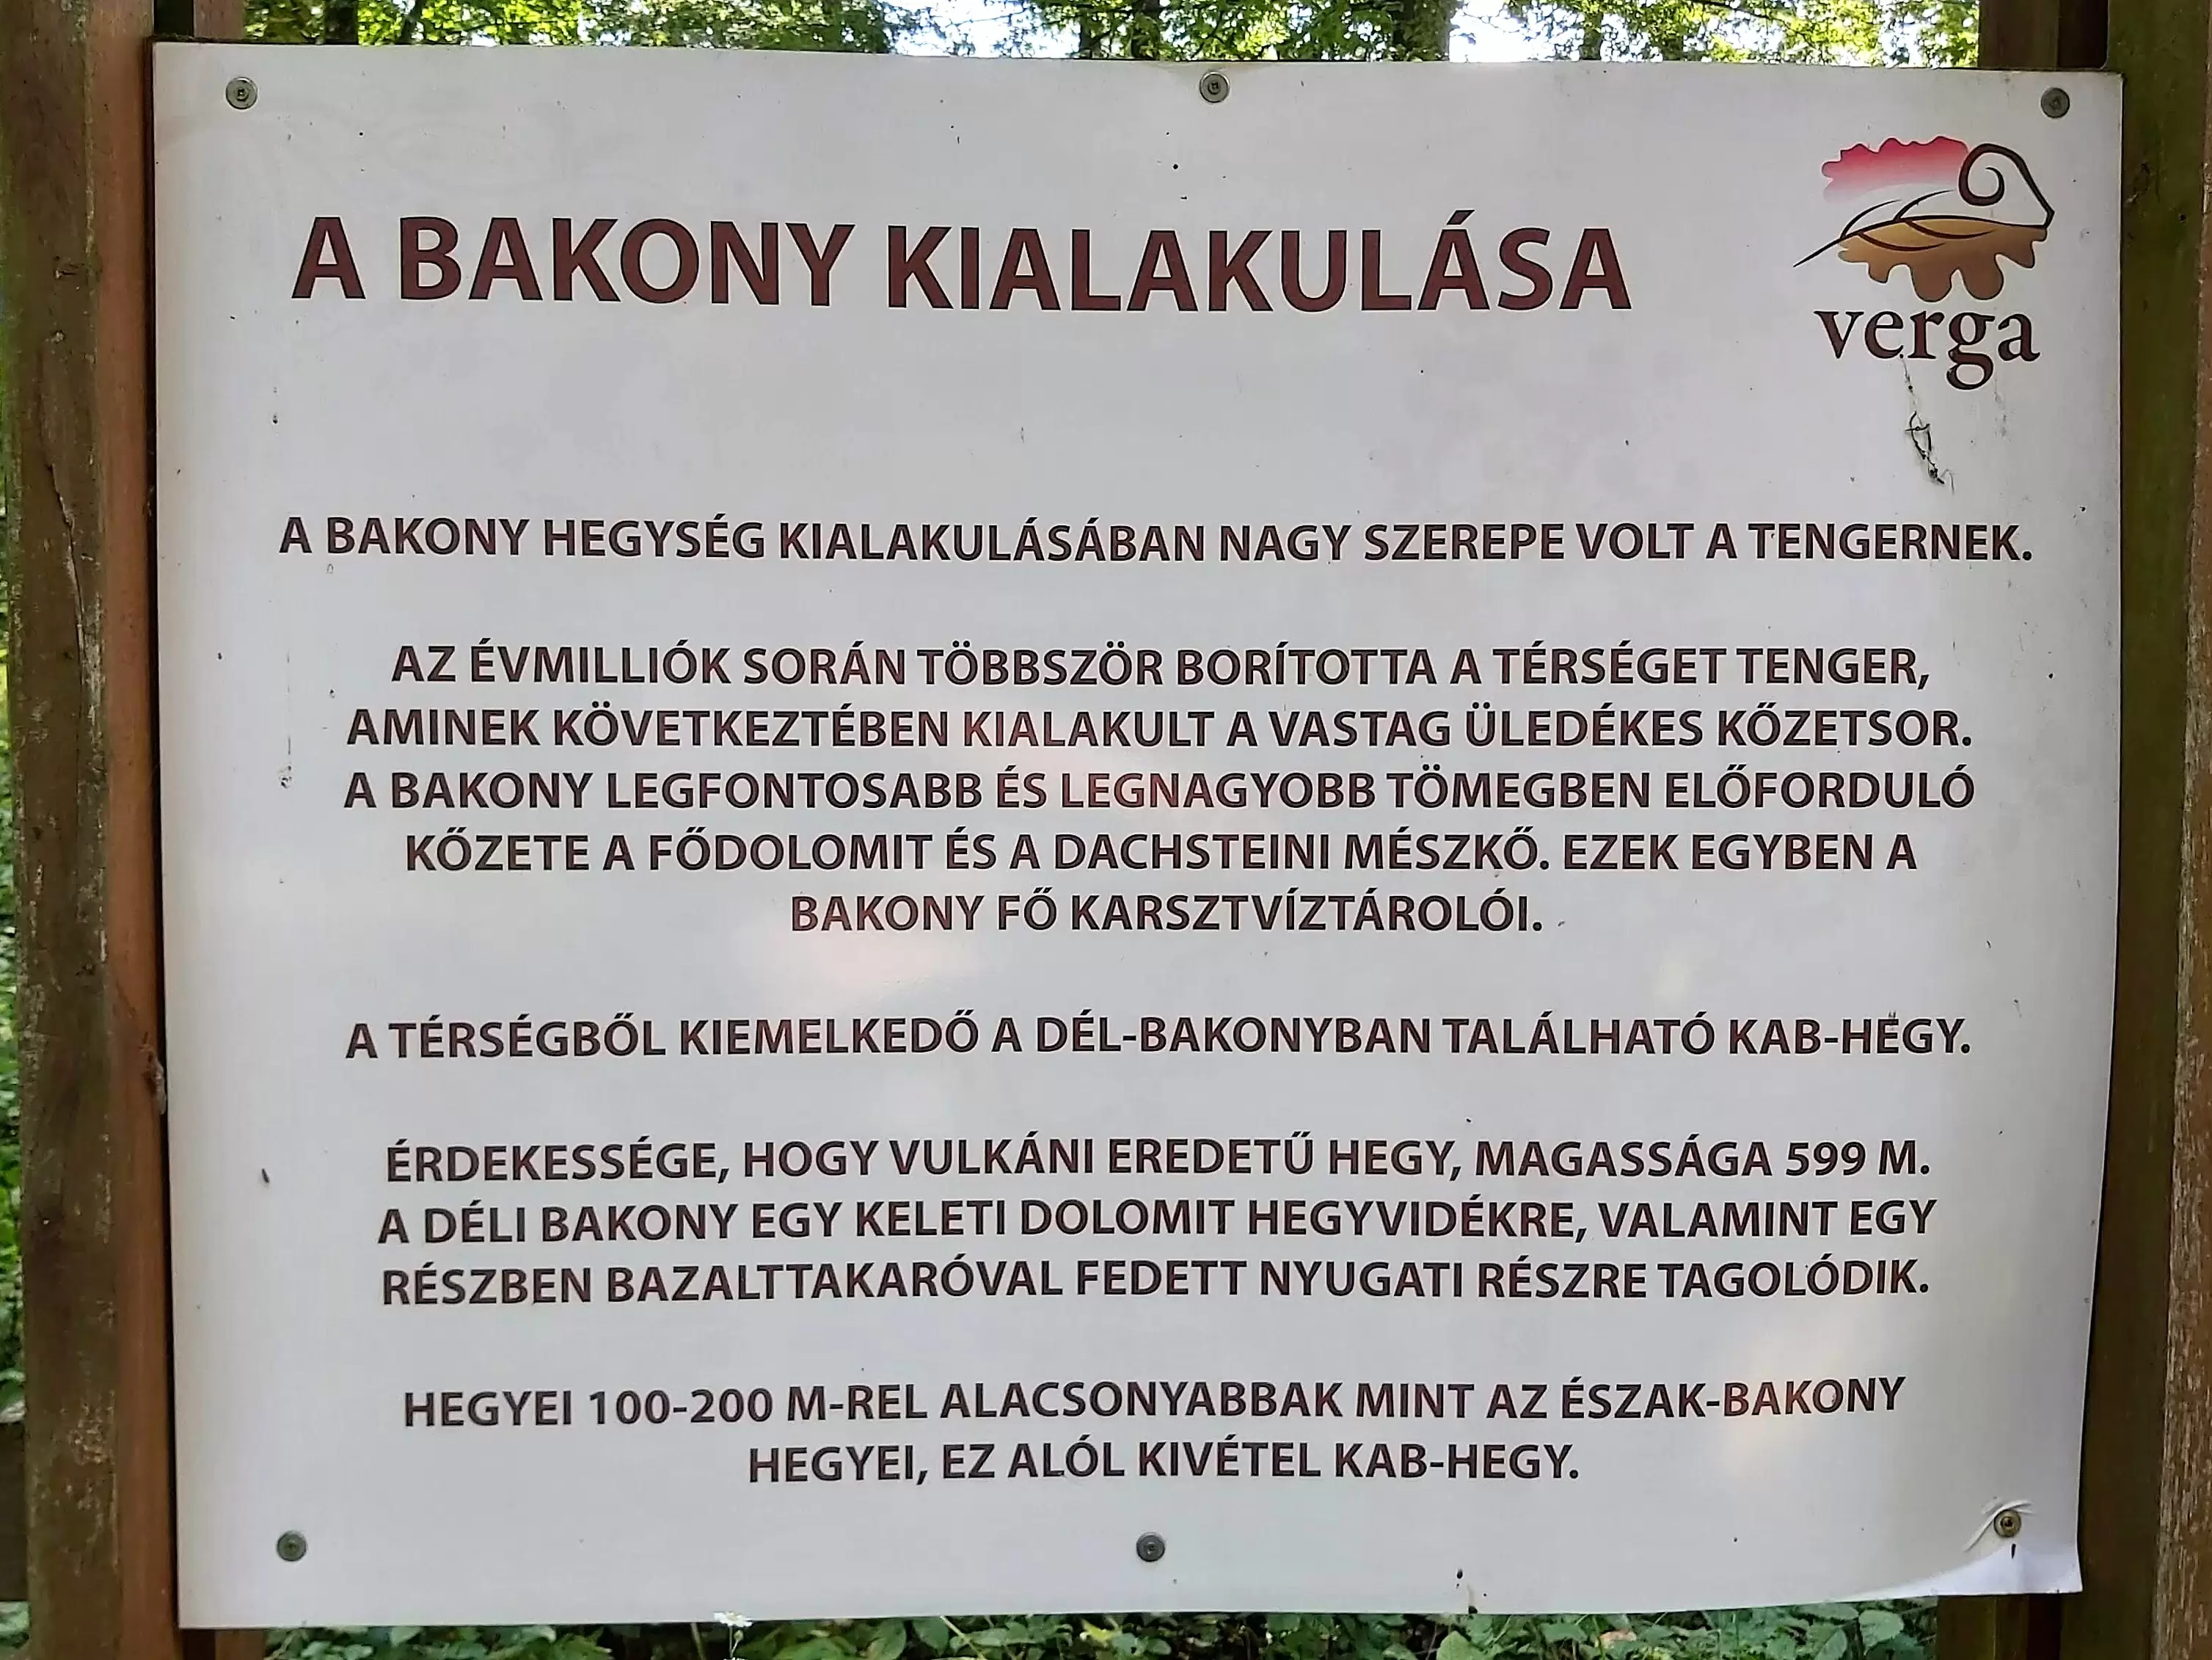 A BAKONY KIALAKULÁSA
verga
A BAKONY HEGYSÉG KIALAKULÁSÁBAN NAGY SZEREPE VOLT A TENGERNEK.
AZ ÉVMILLIÓK SORÁN TÖBBSZÖR BORÍTOTTA A TÉRSÉGET TENGER,
AMINEK KÖVETKEZTÉBEN KIALAKULT A VASTAG ÜLEDÉKES KŐZETSOR.
A BAKONY LEGFONTOSABB ÉS LEGNAGYOBB TÖMEGBEN ELŐFORDULÓ
KŐZETE A FŐDOLOMIT ÉS A DACHSTEINI MÉSZKŐ. EZEK EGYBEN A
BAKONY FŐ KARSZTVÍZTÁROLÓI.
A TÉRSÉGBŐL KIEMELKEDŐ A DÉL-BAKONYBAN TALÁLHATÓ KAB-HEGY.
ÉRDEKESSÉGE, HOGY VULKÁNI EREDETŰ HEGY, MAGASSÁGA 599 M.
A DÉLI BAKONY EGY KELETI DOLOMIT HEGYVIDÉKRE, VALAMINT EGY
RÉSZBEN BAZALTTAKARÓVAL FEDETT NYUGATI RÉSZRE TAGOLÓDIK.
HEGYEI 100-200 M-REL ALACSONYABBAK MINT AZ ÉSZAK-BAKONY
HEGYEI, EZ ALÓL KIVÉTEL KAB-HEGY.